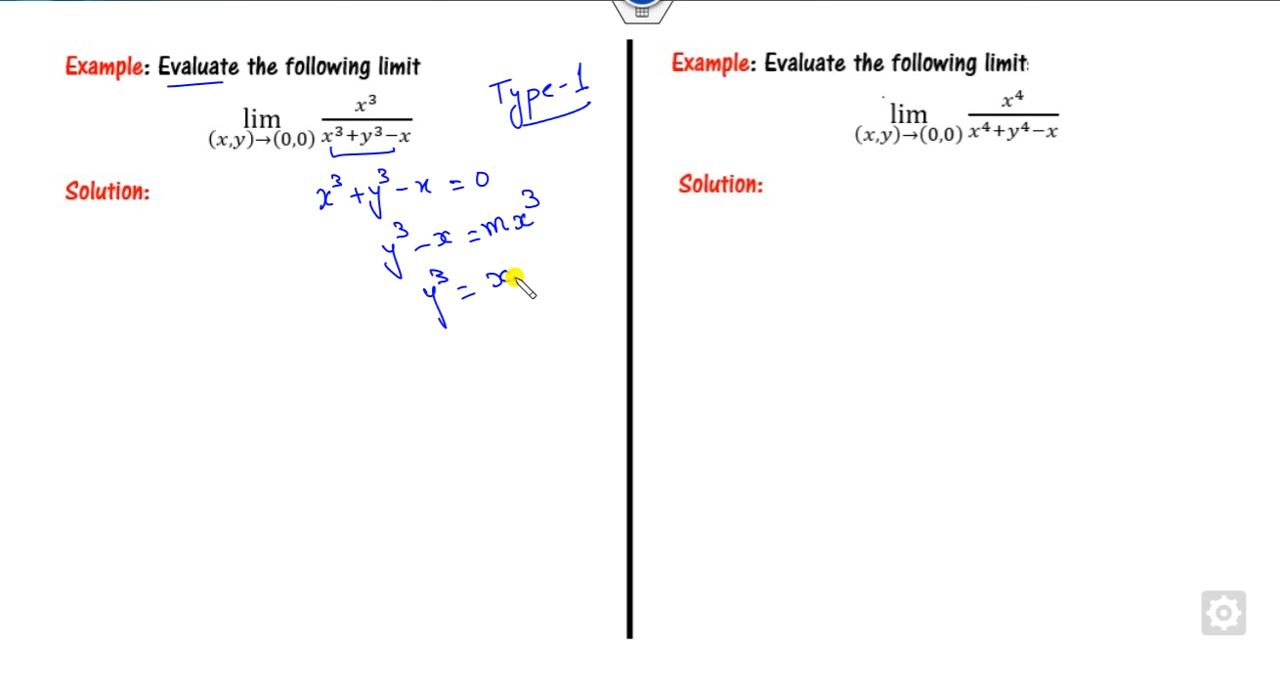 Example: Evaluate the following limit
lim (x,y)→(0,0) x³/(x³+y³−x)
Type-1
Solution:
x³ + y³ − x = 0
y³ − x = mx³
y³ = x
Example: Evaluate the following limit:
lim (x,y)→(0,0) x⁴/(x⁴+y⁴−x)
Solution: